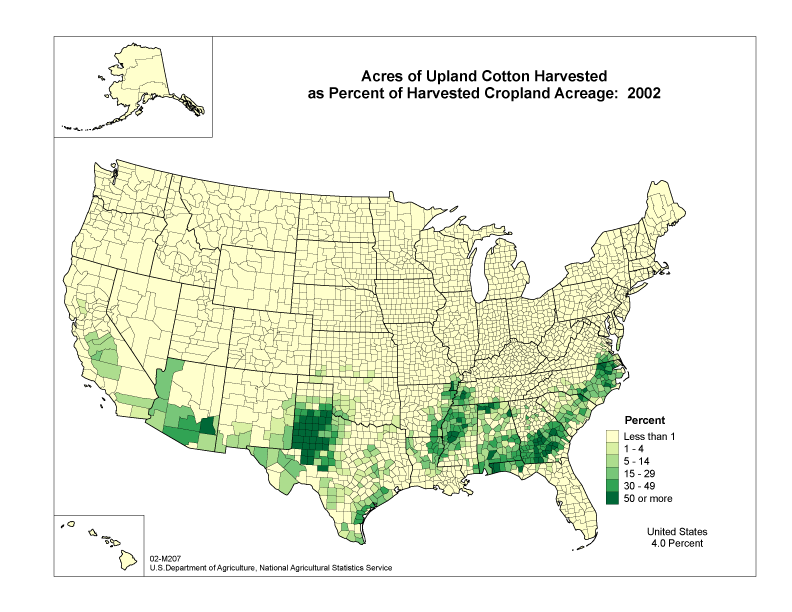 Acres of Upland Cotton Harvested
as Percent of Harvested Cropland Acreage: 2002
Percent
Less than 1
1 - 4
5 - 14
15 - 29
30 - 49
50 or more
United States
4.0 Percent
02-M207
U.S.Department of Agriculture, National Agricultural Statistics Service